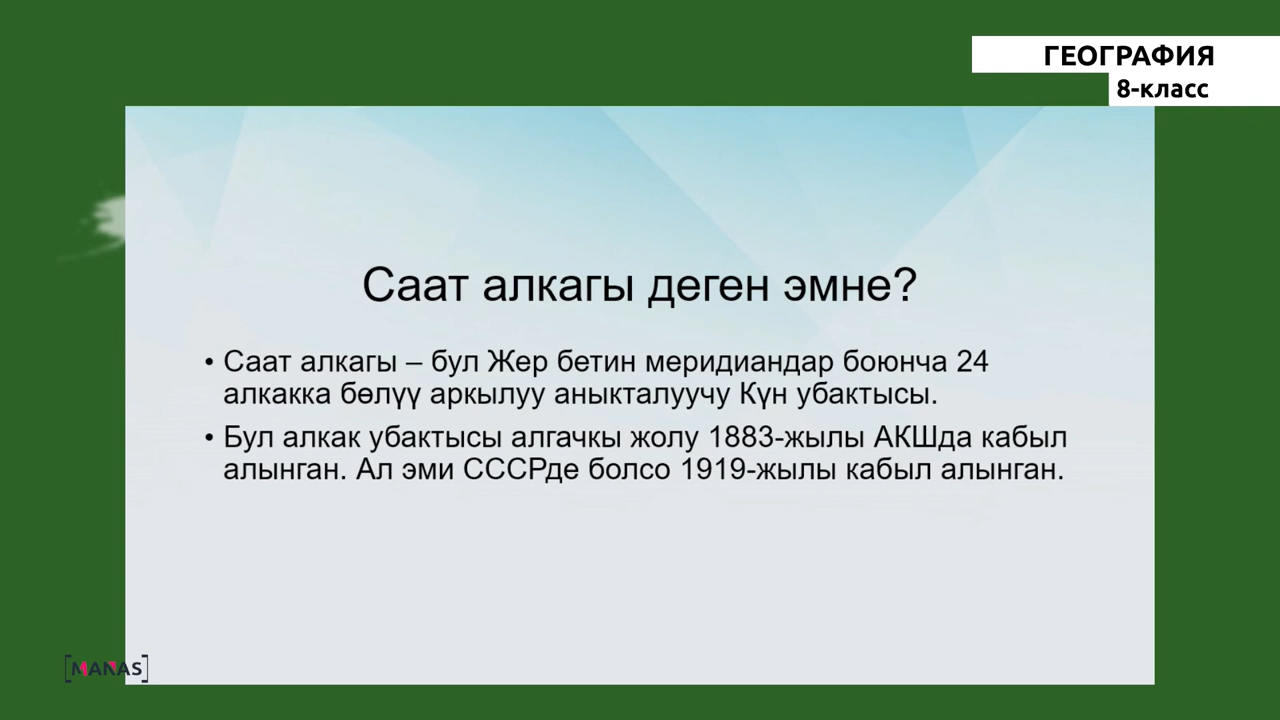 ГЕОГРАФИЯ
8-класс
Саат алкагы деген эмне?
• Саат алкагы – бул Жер бетин меридиандар боюнча 24
алкакка бөлүү аркылуу аныкталуучу Күн убактысы.
• Бул алкак убактысы алгачкы жолу 1883-жылы АКШда кабыл
алынган. Ал эми СССРде болсо 1919-жылы кабыл алынган.
[MANAS]